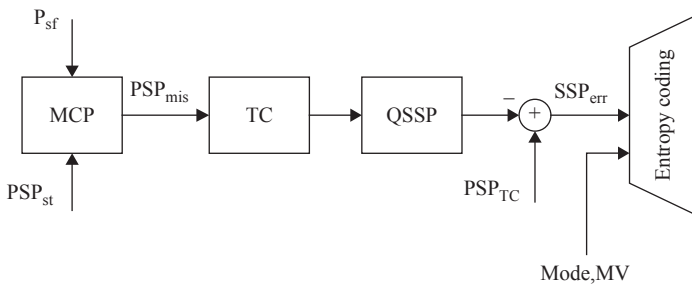 P_sf
MCP
PSP_mis
TC
QSSP
−
+
SSP_err
Entropy coding
PSP_st
PSP_TC
Mode,MV